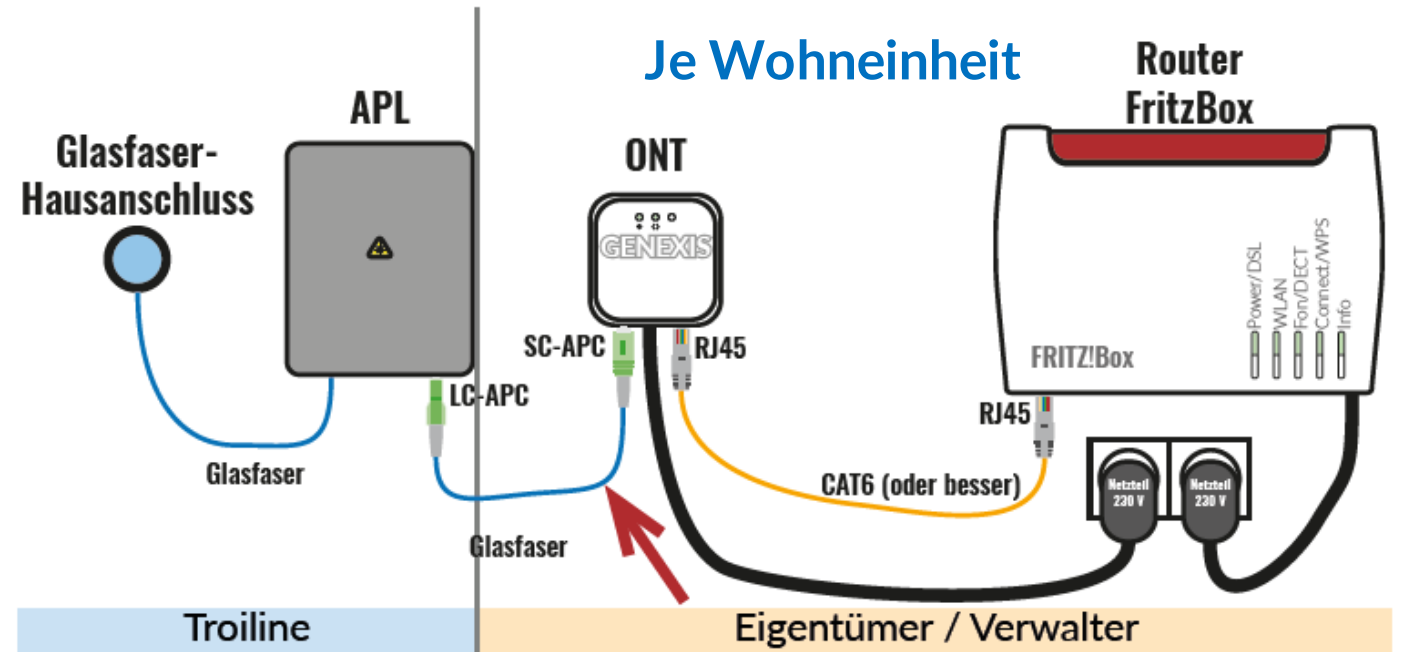 Je Wohneinheit
Glasfaser-
Hausanschluss
APL
ONT
Router
FritzBox
GENEXIS
Power/DSL
WLAN
Fon/DECT
Connect/WPS
Info
FRITZ!Box
SC-APC
RJ45
LC-APC
RJ45
Glasfaser
CAT6 (oder besser)
Netzteil
230 V
Netzteil
230 V
Glasfaser
Troiline
Eigentümer / Verwalter